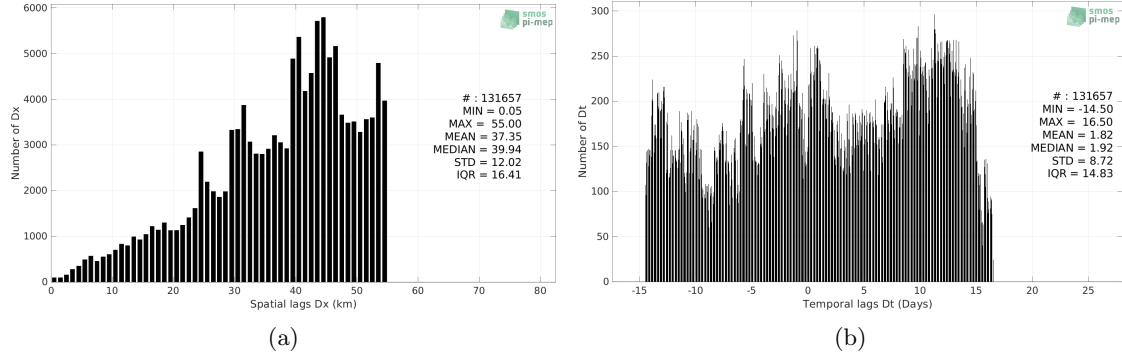 6000
5000
4000
3000
2000
1000
0
Number of Dx
0 10 20 30 40 50 60 70 80
Spatial lags Dx (km)
smos
pi-mep
# : 131657
MIN = 0.05
MAX = 55.00
MEAN = 37.35
MEDIAN = 39.94
STD = 12.02
IQR = 16.41
(a)
300
250
200
150
100
50
0
Number of Dt
-15 -10 -5 0 5 10 15 20 25
Temporal lags Dt (Days)
smos
pi-mep
# : 131657
MIN = -14.50
MAX = 16.50
MEAN = 1.82
MEDIAN = 1.92
STD = 8.72
IQR = 14.83
(b)